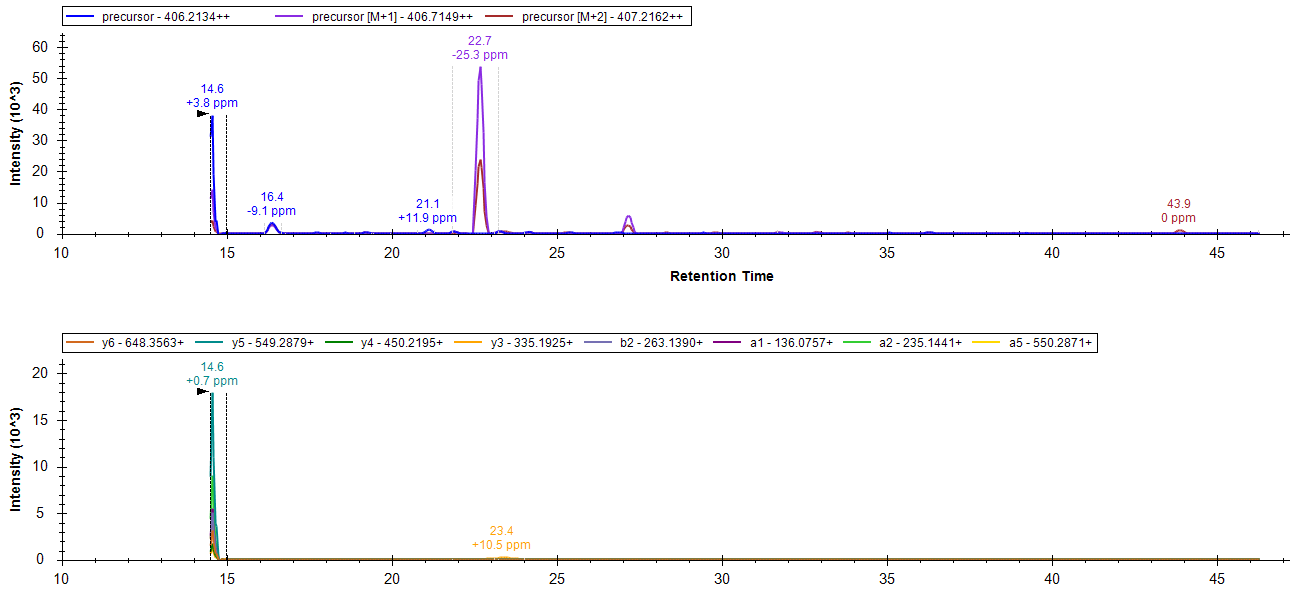 precursor - 406.2134++ precursor [M+1] - 406.7149++ precursor [M+2] - 407.2162++
60
50
40
30
20
10
0
Intensity (10^3)
14.6
+3.8 ppm
16.4
-9.1 ppm
21.1
+11.9 ppm
22.7
-25.3 ppm
43.9
0 ppm
10 15 20 25 30 35 40 45
Retention Time
y6 - 648.3563+ y5 - 549.2879+ y4 - 450.2195+ y3 - 335.1925+ b2 - 263.1390+ a1 - 136.0757+ a2 - 235.1441+ a5 - 550.2871+
20
15
10
5
0
Intensity (10^3)
14.6
+0.7 ppm
23.4
+10.5 ppm
10 15 20 25 30 35 40 45